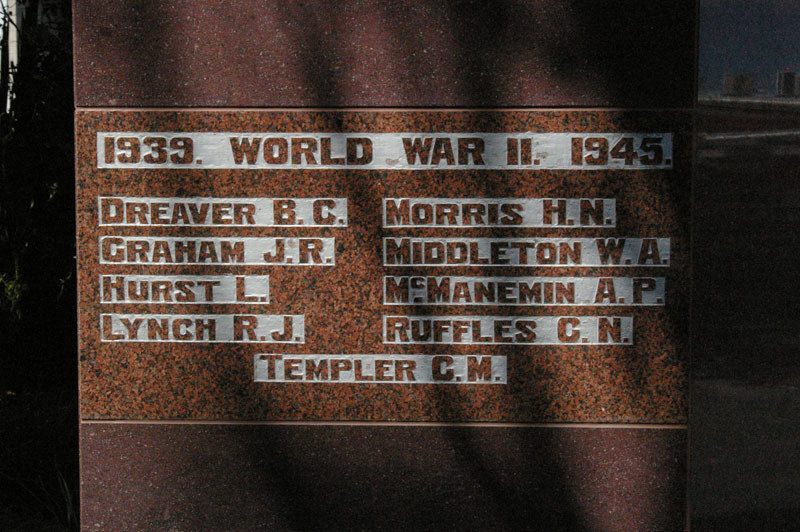 1939. WORLD WAR II. 1945.
DREAVER B.C.
GRAHAM J.R.
HURST L.
LYNCH R.J.
MORRIS H.N.
MIDDLETON W.A.
McMANEMIN A.P.
RUFFLES C.N.
TEMPLER C.M.